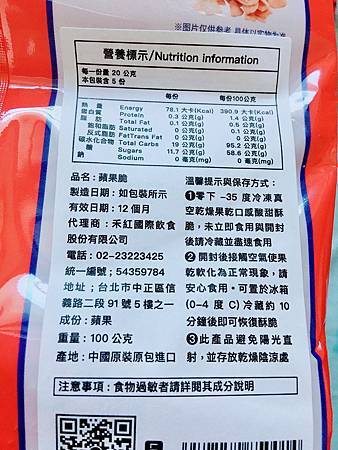 ※图片仅供参考 具体以实物为准
營養標示/Nutrition information
每一份量 20 公克
本包裝含 5 份
每份 每份100公克
熱量 Energy 78.1 大卡(Kcal) 390.9 大卡(Kcal)
蛋白質 Protein 0.3 公克(g) 1.4 公克(g)
脂肪 Total Fat 0.1 公克(g) 0.5 公克(g)
飽和脂肪 Saturated 0 公克(g) 0.1 公克(g)
反式脂肪 FatTrans Fat 0 公克(g) 0 公克(g)
碳水化合物 Total Carbs 19 公克(g) 95.2 公克(g)
糖 Sugars 11.7 公克(g) 58.6 公克(g)
鈉 Sodium 0 毫克(mg) 0 毫克(mg)
品名：蘋果脆
製造日期：如包裝所示
有效日期：12 個月
代理商：禾紅國際飲食
股份有限公司
電話：02–23223425
統一編號：54359784
地址；台北市中正區信
義路二段 91 號 5 樓之一
成份：蘋果
重量：100 公克
產地：中國原裝原包進口
溫馨提示與保存方式：
❶零下 –35 度冷凍真
空乾燥果乾口感酸甜酥
脆，未立即食用與開封
後請冷藏並盡速食用
❷開封後接觸空氣使果
乾軟化為正常現象，請
安心食用。可置於冰箱
(0–4 度 C) 冷藏約 10
分鐘後即可恢復酥脆
❸此產品避免陽光直
射，並存放乾燥陰涼處
注意事項：食物過敏者請詳閱其成分說明